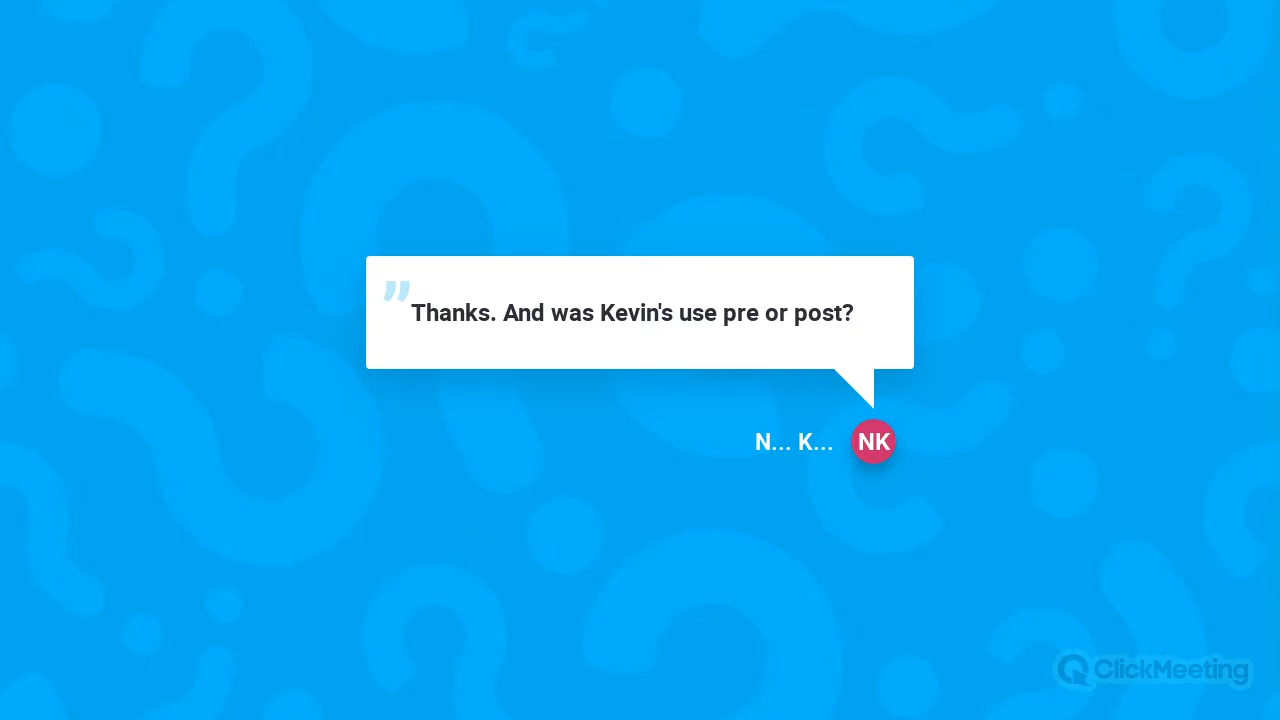 Thanks. And was Kevin's use pre or post?
N... K... NK
ClickMeeting